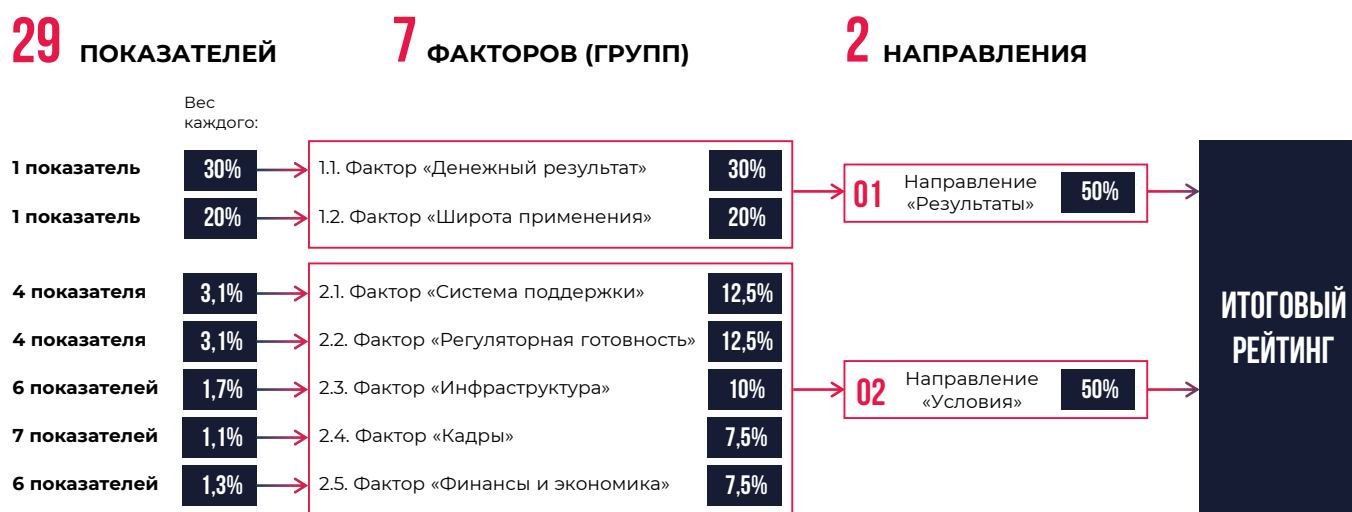 29 ПОКАЗАТЕЛЕЙ
7 ФАКТОРОВ (ГРУПП)
2 НАПРАВЛЕНИЯ
Вес
каждого:
1 показатель 30% 1.1. Фактор «Денежный результат» 30%
1 показатель 20% 1.2. Фактор «Широта применения» 20%
01 Направление
«Результаты» 50%
4 показателя 3,1% 2.1. Фактор «Система поддержки» 12,5%
4 показателя 3,1% 2.2. Фактор «Регуляторная готовность» 12,5%
6 показателей 1,7% 2.3. Фактор «Инфраструктура» 10%
7 показателей 1,1% 2.4. Фактор «Кадры» 7,5%
6 показателей 1,3% 2.5. Фактор «Финансы и экономика» 7,5%
02 Направление
«Условия» 50%
ИТОГОВЫЙ
РЕЙТИНГ